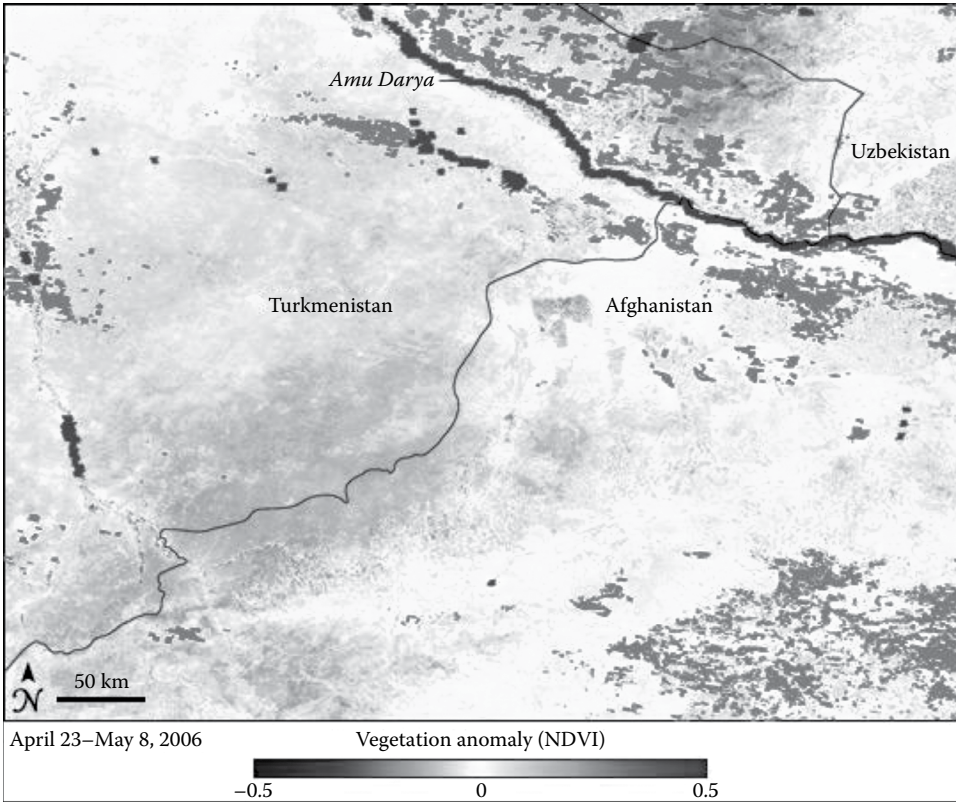 Amu Darya
Uzbekistan
Turkmenistan
Afghanistan
N
50 km
April 23–May 8, 2006
Vegetation anomaly (NDVI)
–0.5
0
0.5